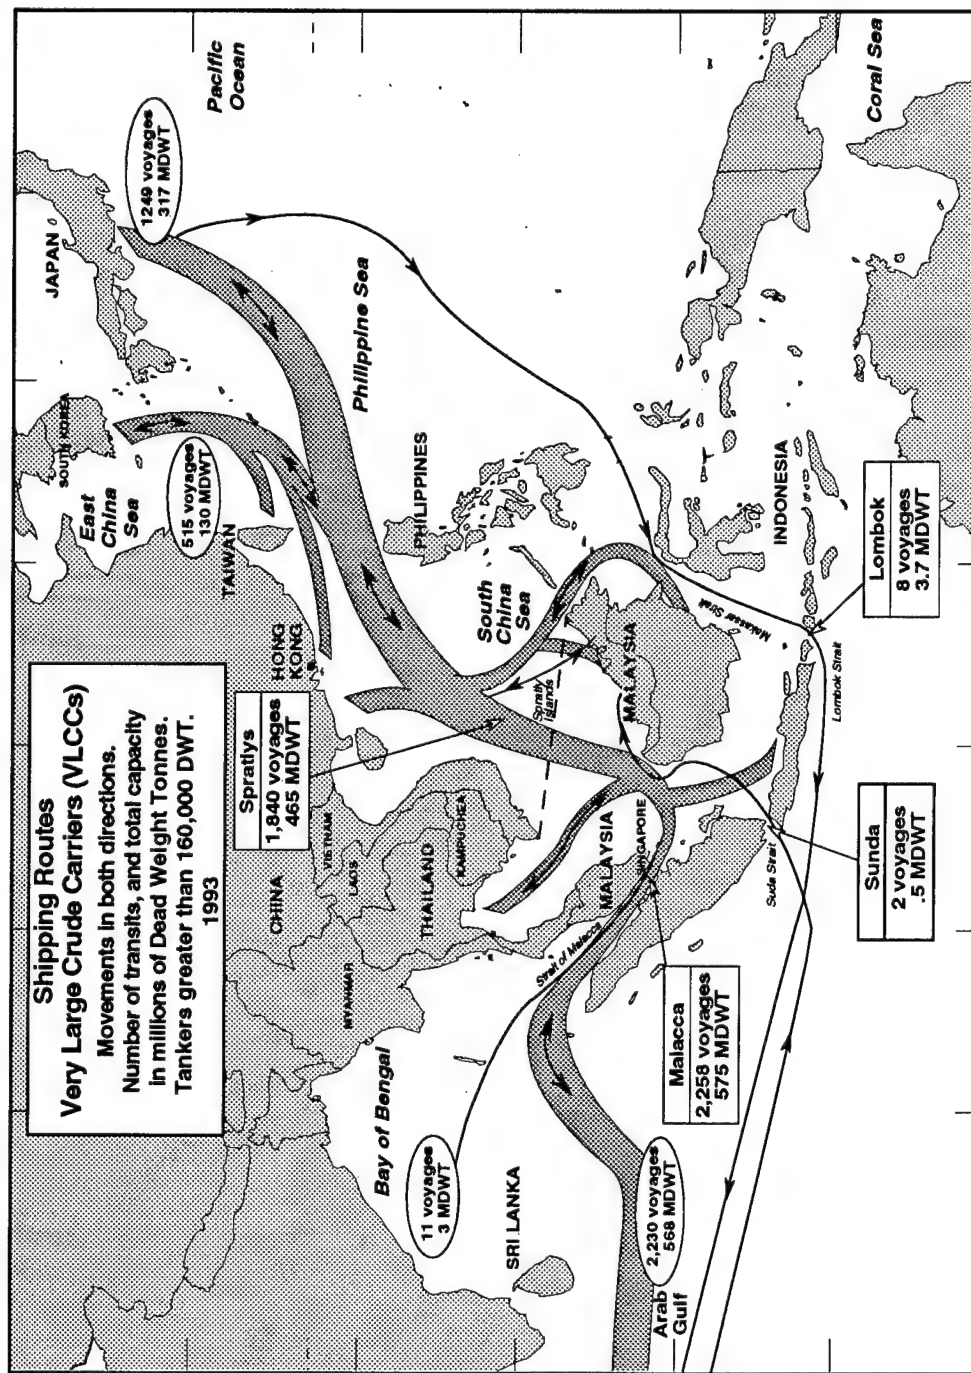 Shipping Routes
Very Large Crude Carriers (VLCCs)
Movements in both directions.
Number of transits, and total capacity
in millions of Dead Weight Tonnes.
Tankers greater than 160,000 DWT.
1993
JAPAN
SOUTH KOREA
East
China
Sea
Pacific
Ocean
1249 voyages
317 MDWT
515 voyages
130 MDWT
TAIWAN
Philippine Sea
HONG
KONG
CHINA
Spratlys
1,840 voyages
465 MDWT
VIETNAM
LAOS
THAILAND
KAMPUCHEA
MYANMAR
PHILIPPINES
South
China
Sea
Spratly
Islands
Bay of Bengal
11 voyages
3 MDWT
SRI LANKA
MALAYSIA
SINGAPORE
Strait of Malacca
MALAYSIA
Makassar Strait
INDONESIA
Coral Sea
Arab
Gulf
2,230 voyages
568 MDWT
Malacca
2,258 voyages
575 MDWT
Suda Strait
Lombok Strait
Sunda
2 voyages
.5 MDWT
Lombok
8 voyages
3.7 MDWT